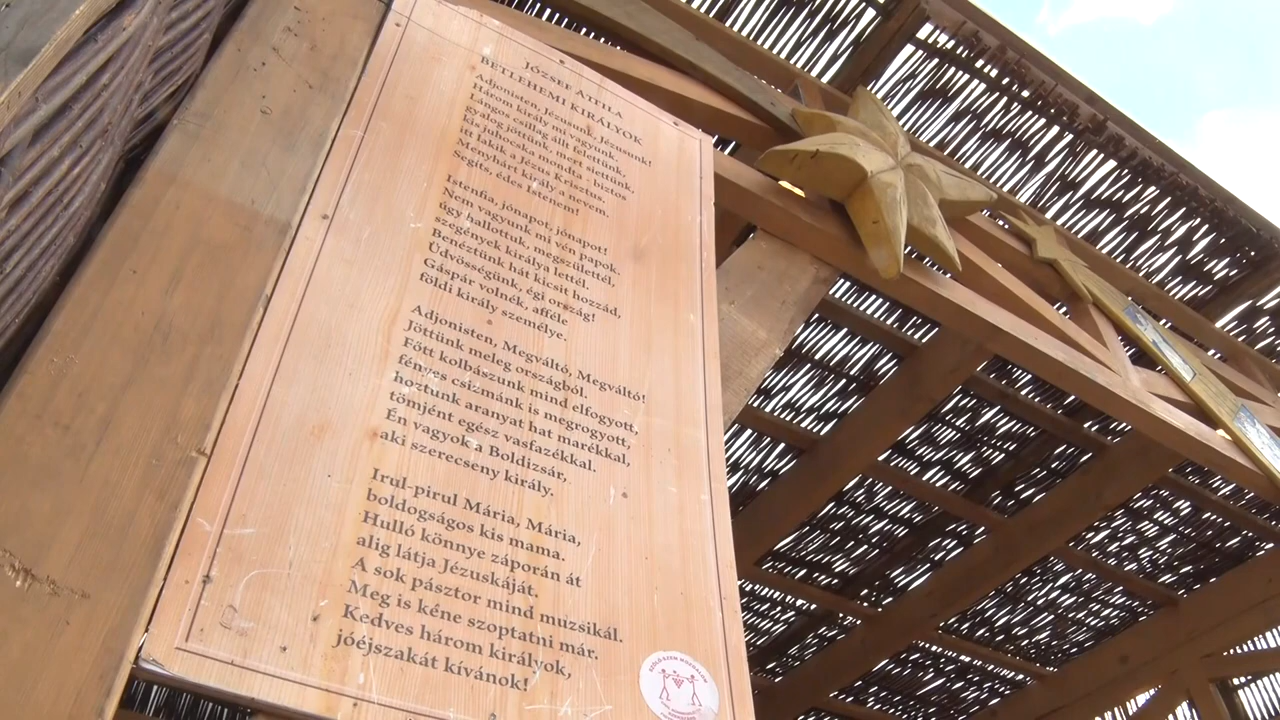 JÓZSEF ATTILA
BETLEHEMI KIRÁLYOK
Adjonisten, Jézusunk, Jézusunk!
Három király mi vagyunk.
Lángos csillag állt felettünk,
gyalog jöttünk, mert siettünk,
kis juhocska mondta - biztos
itt lakik a Jézus Krisztus.
Menyhárt király a nevem.
Segíts, édes Istenem!
Istenfia, jónapot, jónapot!
Nem vagyunk mi vén papok.
úgy hallottuk, megszülettél,
szegények királya lettél.
Benéztünk hát kicsit hozzád,
Üdvösségünk, égi ország!
Gáspár volnék, afféle
földi király személye.
Adjonisten, Megváltó, Megváltó!
Jöttünk meleg országból.
Főtt kolbászunk mind elfogyott,
fényes csizmánk is megrogyott,
hoztunk aranyat hat marékkal,
tömjént egész vasfazékkal.
Én vagyok a Boldizsár,
aki szerecseny király.
Irul-pirul Mária, Mária,
boldogságos kis mama.
Hulló könnye záporán át
alig látja Jézuskáját.
A sok pásztor mind muzsikál.
Meg is kéne szoptatni már.
Kedves három királyok,
jóéjszakát kívánok!
SZŐLŐSZEM MOZGALOM